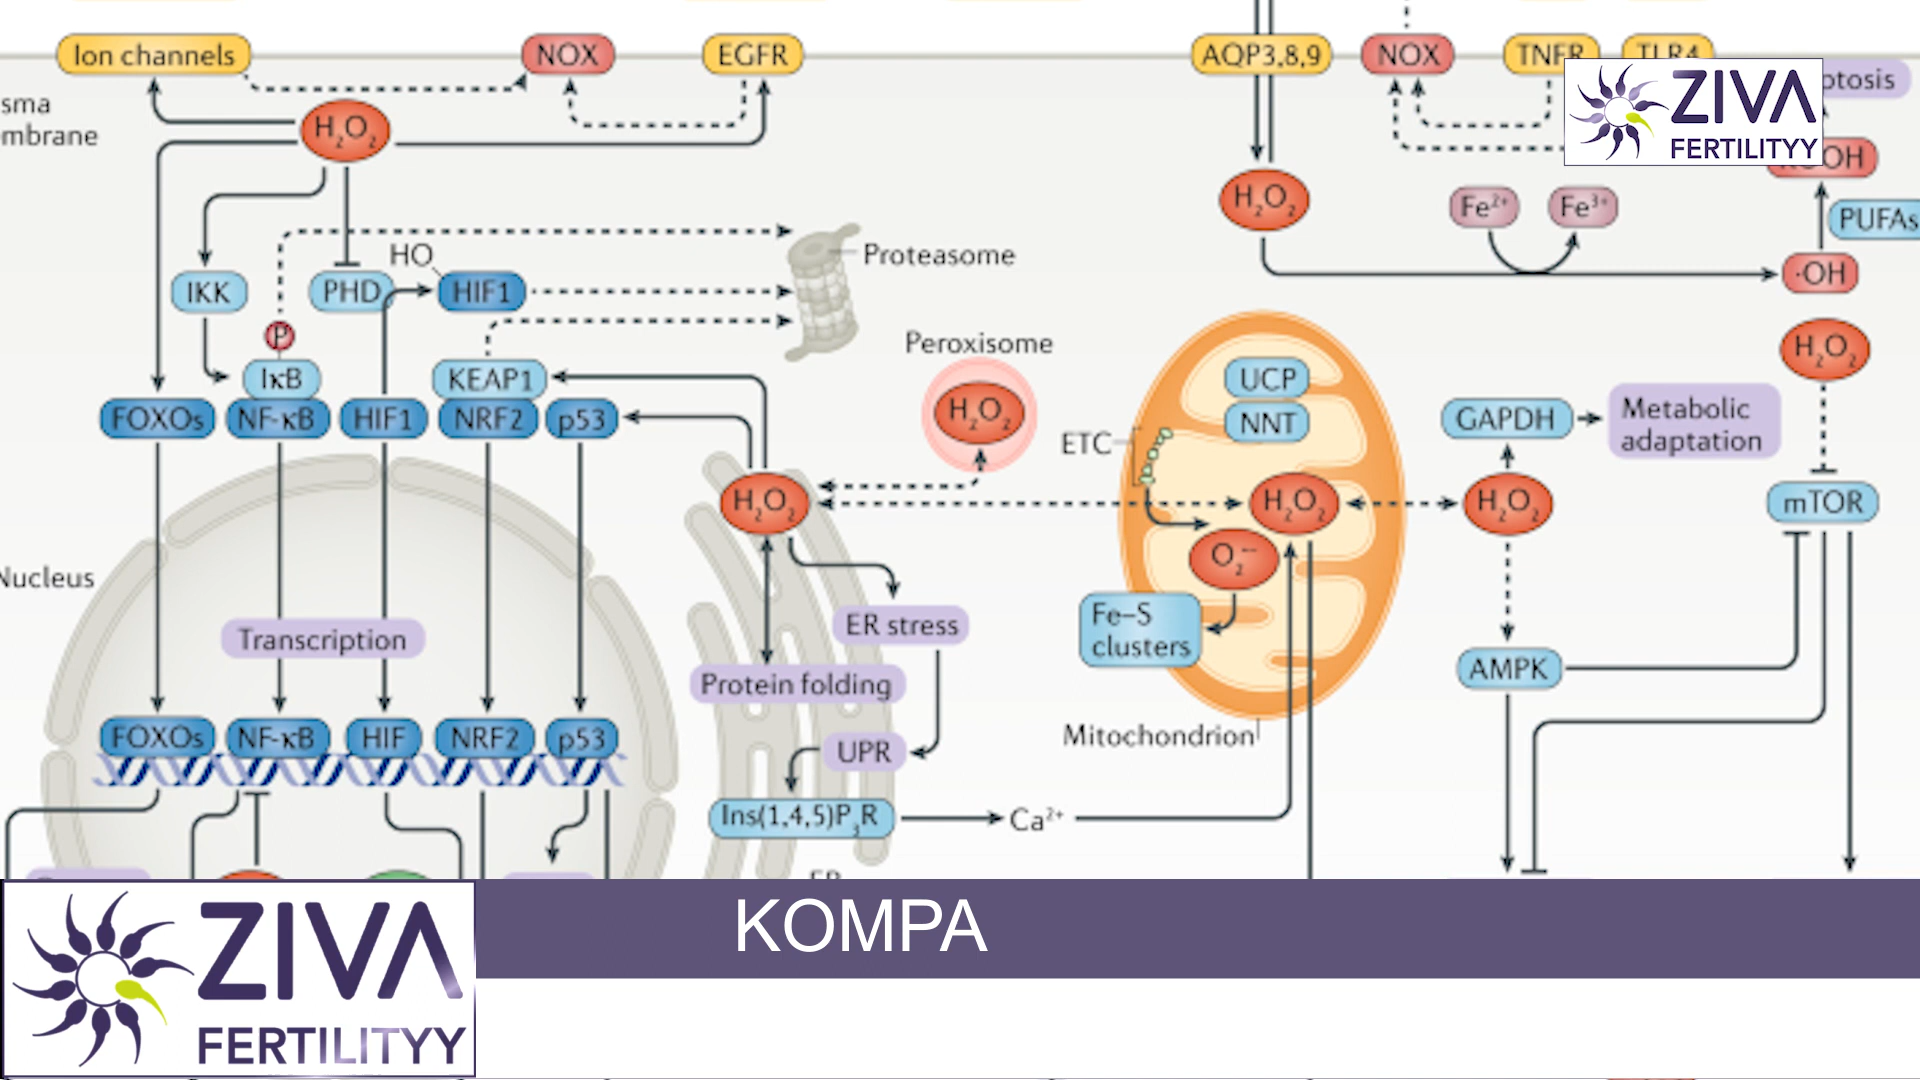 Ion channels
NOX
EGFR
AQP3,8,9
NOX
TNFR
TLR4
ZIVA
FERTILITYY
H₂O₂
H₂O₂
Fe²⁺
Fe³⁺
PUFAs
·OH
HO
IKK
PHD
HIF1
Proteasome
P
Peroxisome
H₂O₂
H₂O₂
IκB
KEAP1
FOXOs
NF-κB
HIF1
NRF2
p53
UCP
NNT
ETC
GAPDH
Metabolic
adaptation
H₂O₂
H₂O₂
H₂O₂
mTOR
O₂·⁻
Nucleus
Fe–S
clusters
ER stress
Transcription
Protein folding
AMPK
FOXOs
NF-κB
HIF
NRF2
p53
UPR
Mitochondrion
Ins(1,4,5)P₃R
Ca²⁺
ZIVA
FERTILITYY
KOMPA